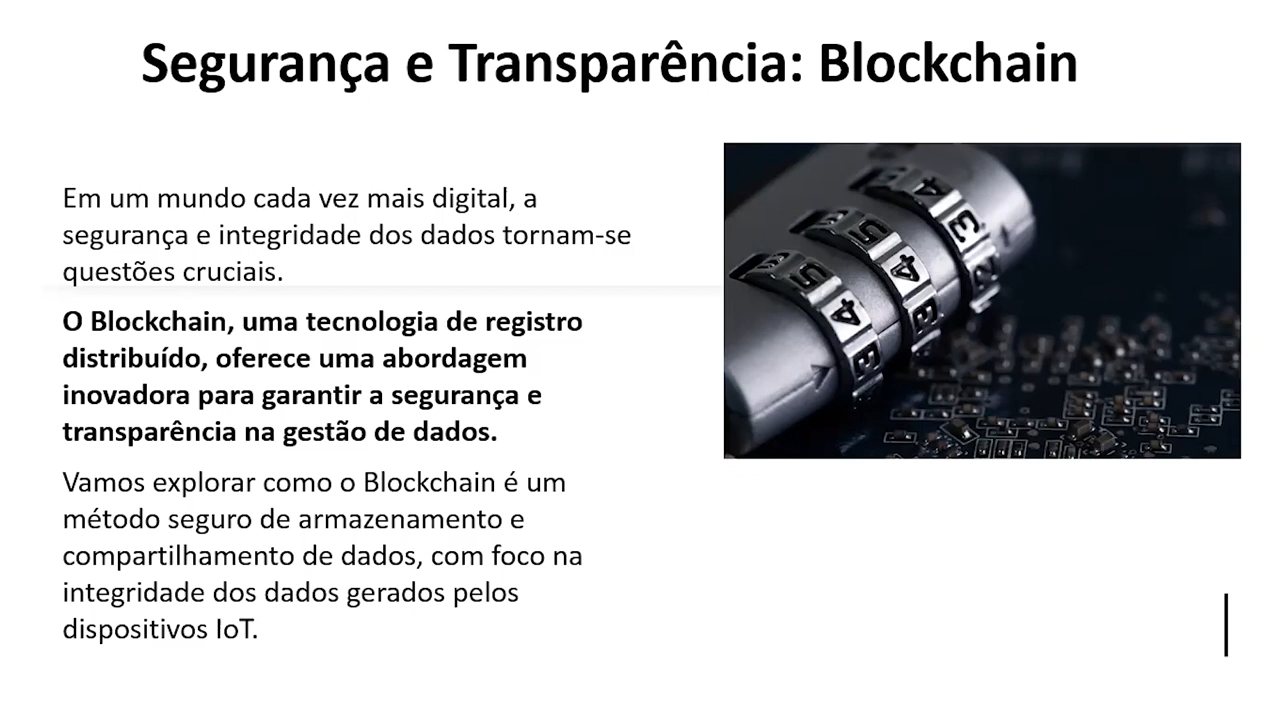 Segurança e Transparência: Blockchain
Em um mundo cada vez mais digital, a
segurança e integridade dos dados tornam-se
questões cruciais.
O Blockchain, uma tecnologia de registro
distribuído, oferece uma abordagem
inovadora para garantir a segurança e
transparência na gestão de dados.
Vamos explorar como o Blockchain é um
método seguro de armazenamento e
compartilhamento de dados, com foco na
integridade dos dados gerados pelos
dispositivos IoT.